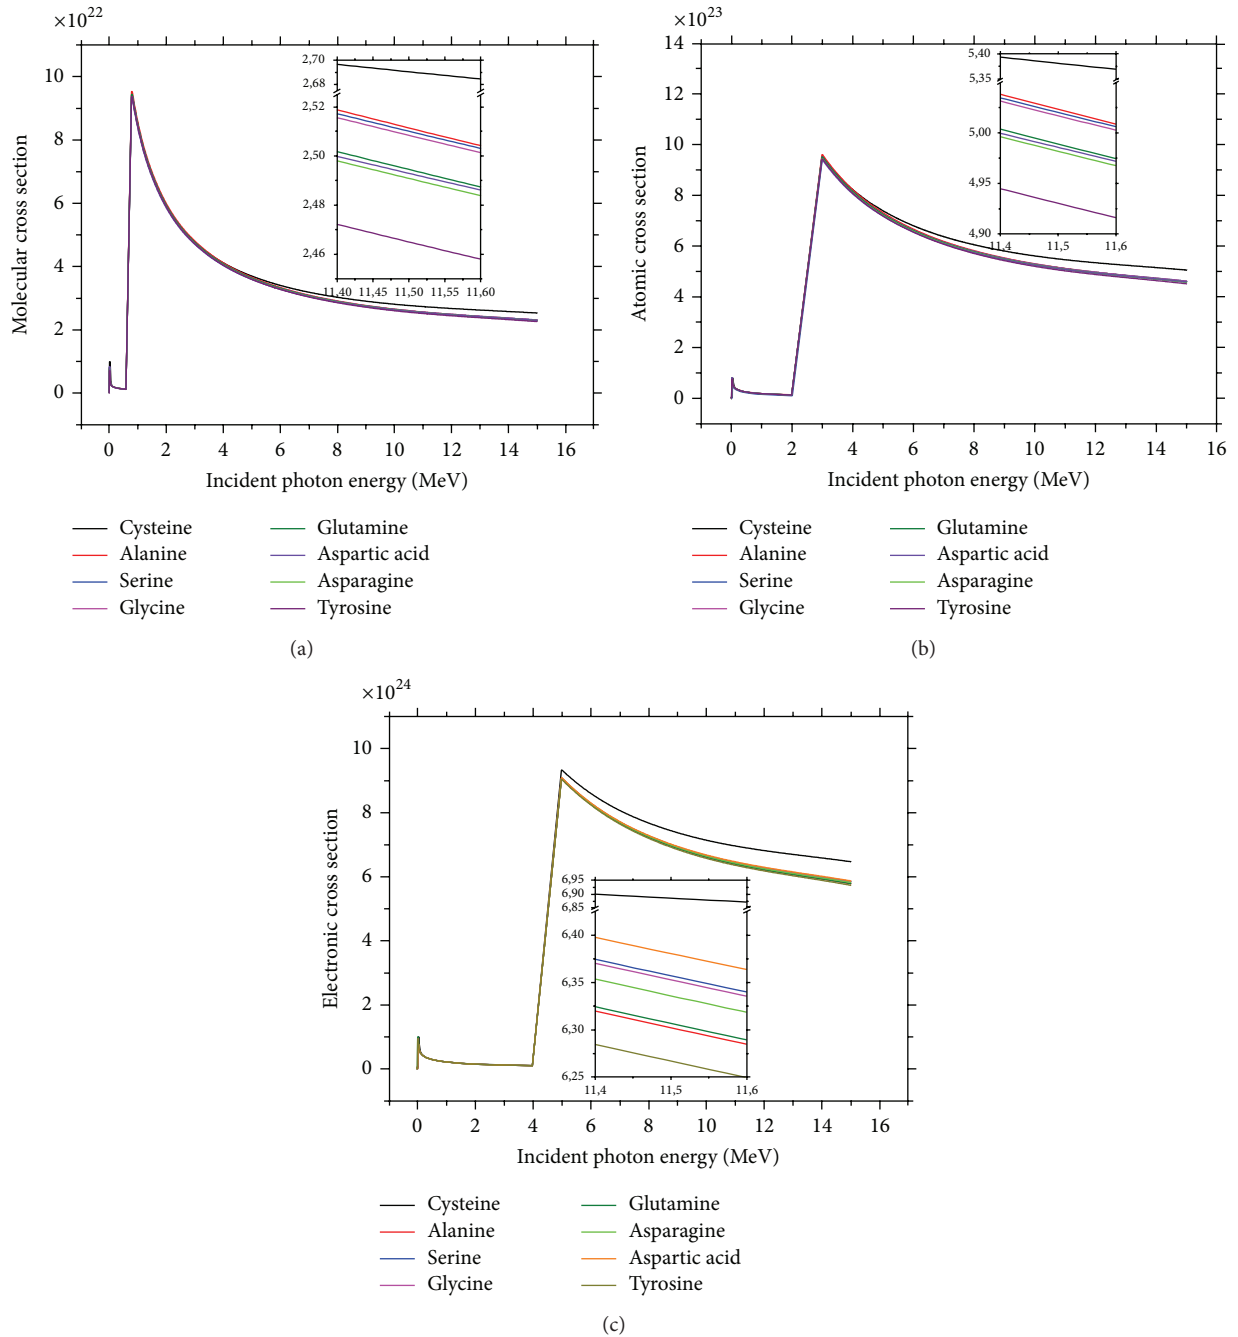 ×10^22
10
8
6
4
2
0
Molecular cross section
0 2 4 6 8 10 12 14 16
Incident photon energy (MeV)
2,70
2,68
2,52
2,50
2,48
2,46
11,40 11,45 11,50 11,55 11,60
Cysteine
Alanine
Serine
Glycine
Glutamine
Aspartic acid
Asparagine
Tyrosine
(a)
×10^23
14
12
10
8
6
4
2
0
Atomic cross section
0 2 4 6 8 10 12 14 16
Incident photon energy (MeV)
5,40
5,35
5,00
4,95
4,90
11,4 11,5 11,6
Cysteine
Alanine
Serine
Glycine
Glutamine
Aspartic acid
Asparagine
Tyrosine
(b)
×10^24
10
8
6
4
2
0
Electronic cross section
0 2 4 6 8 10 12 14 16
Incident photon energy (MeV)
6,95
6,90
6,85
6,40
6,35
6,30
6,25
11,4 11,5 11,6
Cysteine
Alanine
Serine
Glycine
Glutamine
Asparagine
Aspartic acid
Tyrosine
(c)